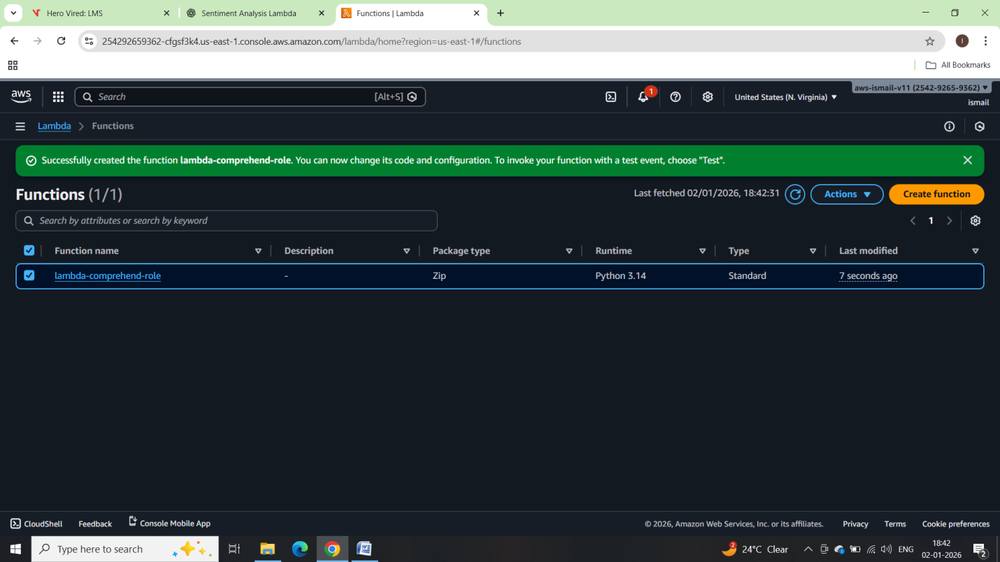 Hero Vired: LMS
Sentiment Analysis Lambda
Functions | Lambda
254292659362-cfgsf3k4.us-east-1.console.aws.amazon.com/lambda/home?region=us-east-1#/functions
I
All Bookmarks
aws
Search
[Alt+S]
1
United States (N. Virginia)
aws-ismail-v11 (2542-9265-9362)
ismail
Lambda > Functions
Successfully created the function lambda-comprehend-role. You can now change its code and configuration. To invoke your function with a test event, choose "Test".
Functions (1/1)
Last fetched 02/01/2026, 18:42:31
Actions
Create function
Search by attributes or search by keyword
1
Function name Description Package type Runtime Type Last modified
lambda-comprehend-role - Zip Python 3.14 Standard 7 seconds ago
CloudShell Feedback Console Mobile App
© 2026, Amazon Web Services, Inc. or its affiliates. Privacy Terms Cookie preferences
Type here to search
2
24°C Clear
ENG
18:42
02-01-2026
2